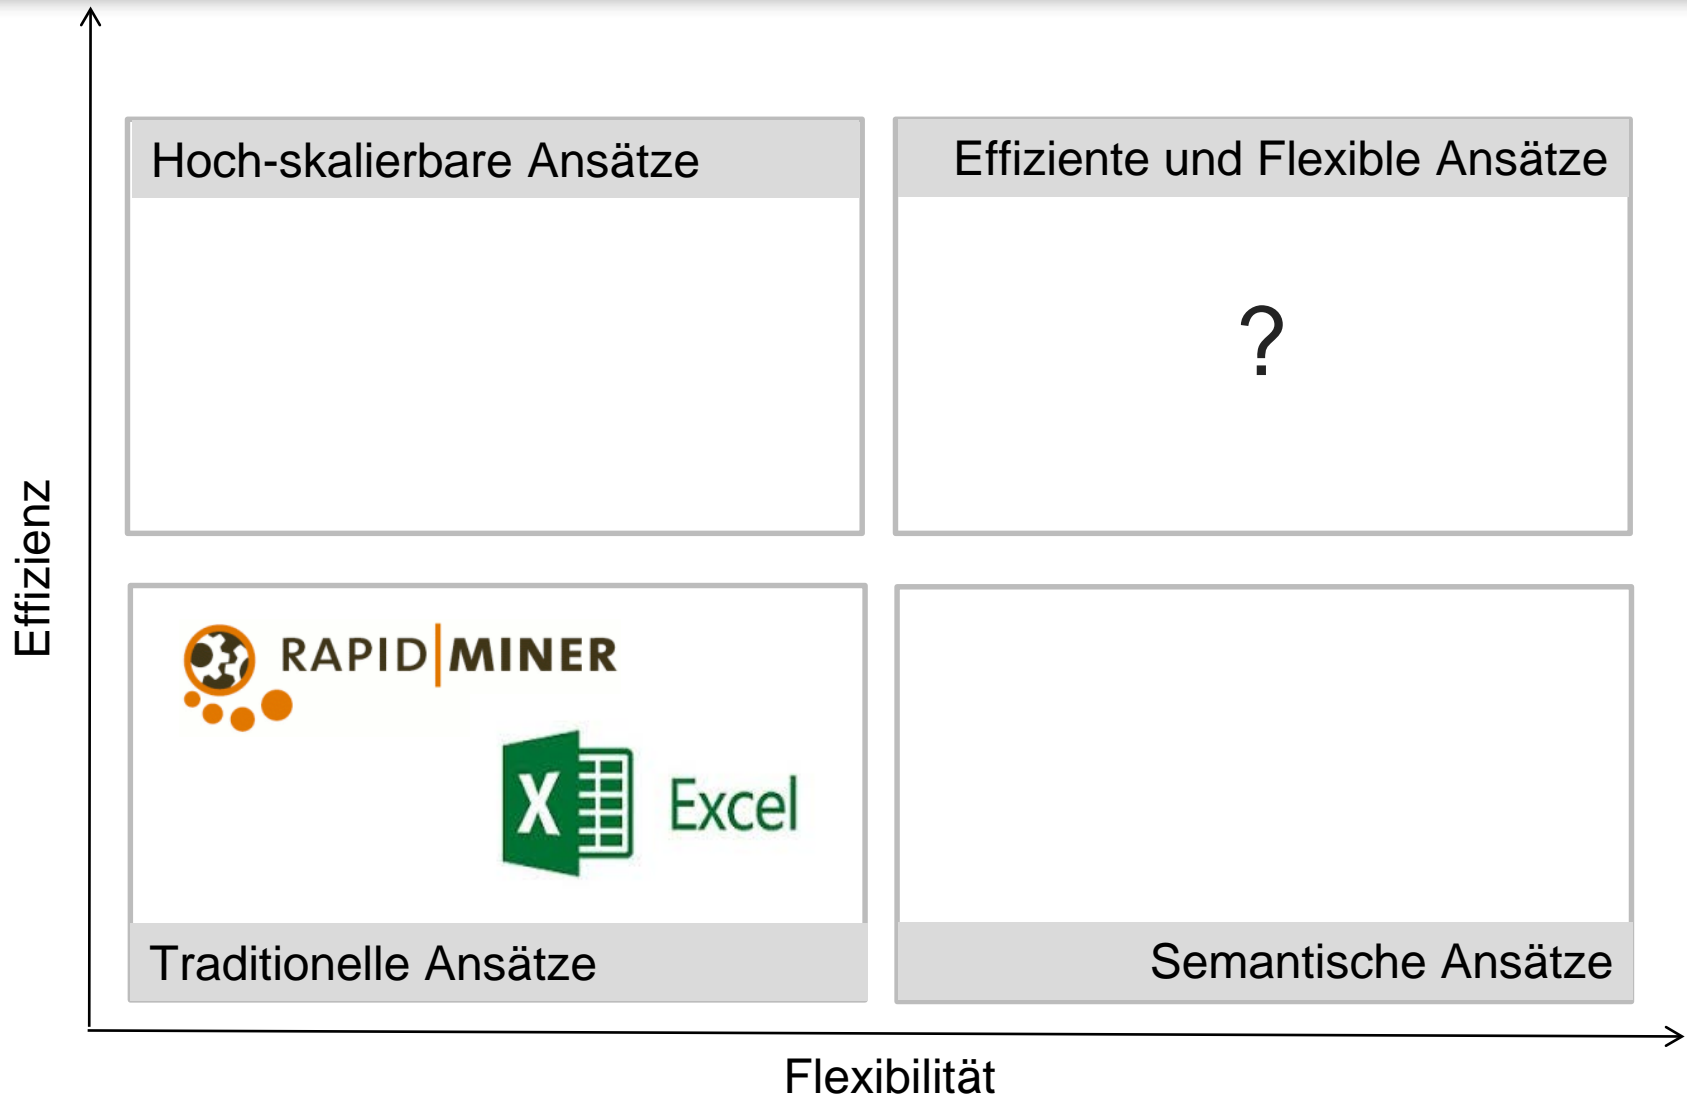 Hoch-skalierbare Ansätze
Effiziente und Flexible Ansätze
?
Effizienz
RAPID MINER
X Excel
Traditionelle Ansätze
Semantische Ansätze
Flexibilität